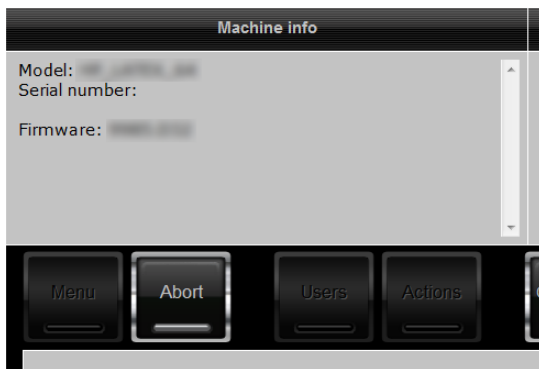 Machine info
Model:
Serial number:
Firmware:
Menu Abort Users Actions